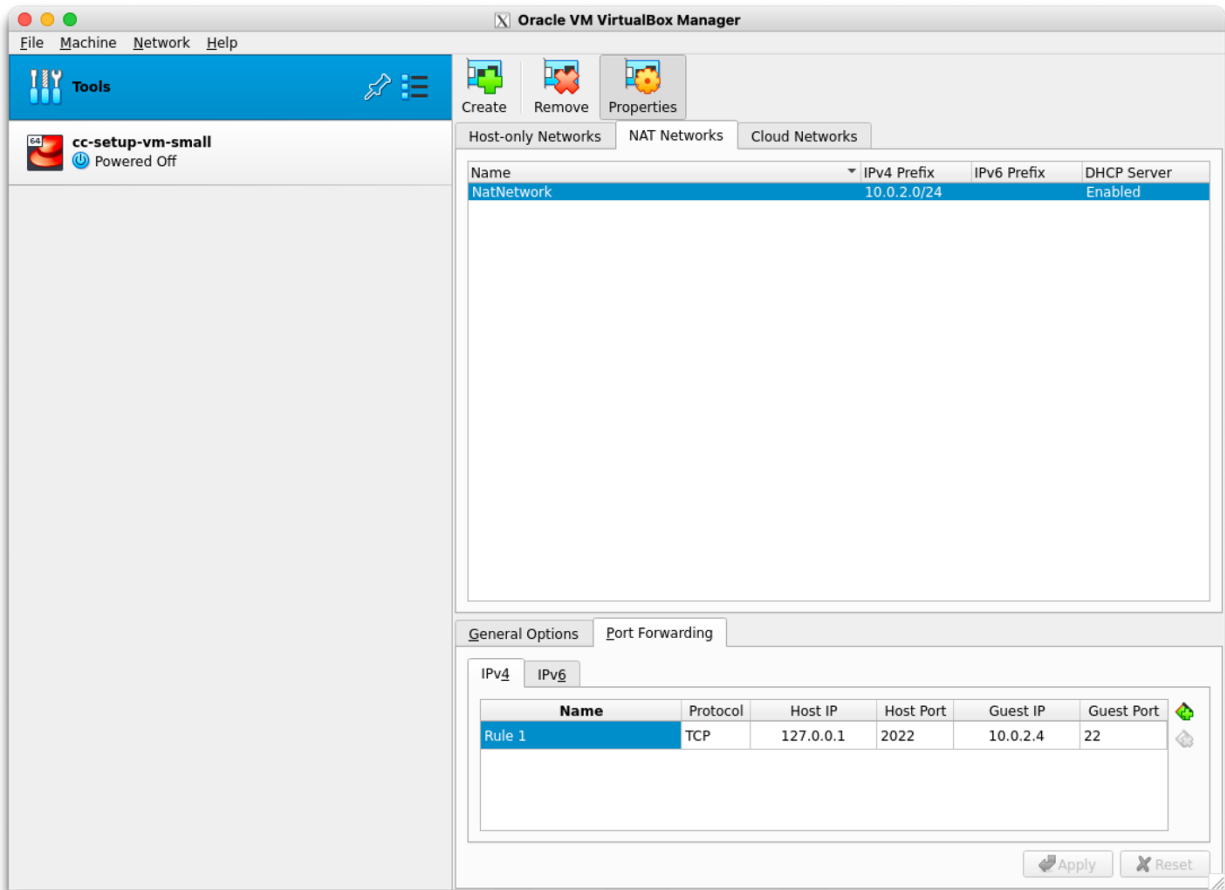 Oracle VM VirtualBox Manager
File Machine Network Help
Tools
64
cc-setup-vm-small
Powered Off
Create Remove Properties
Host-only Networks NAT Networks Cloud Networks
Name IPv4 Prefix IPv6 Prefix DHCP Server
NatNetwork 10.0.2.0/24 Enabled
General Options Port Forwarding
IPv4 IPv6
Name Protocol Host IP Host Port Guest IP Guest Port
Rule 1 TCP 127.0.0.1 2022 10.0.2.4 22
Apply Reset